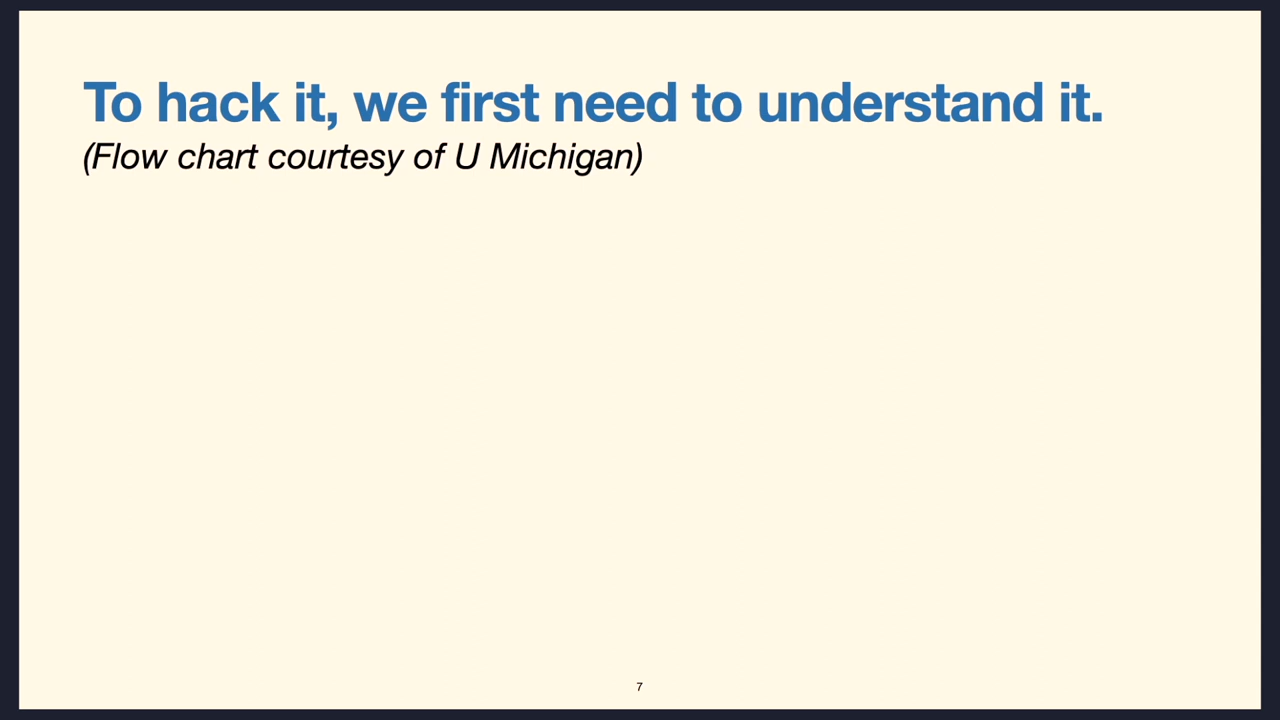 To hack it, we first need to understand it.
(Flow chart courtesy of U Michigan)
7